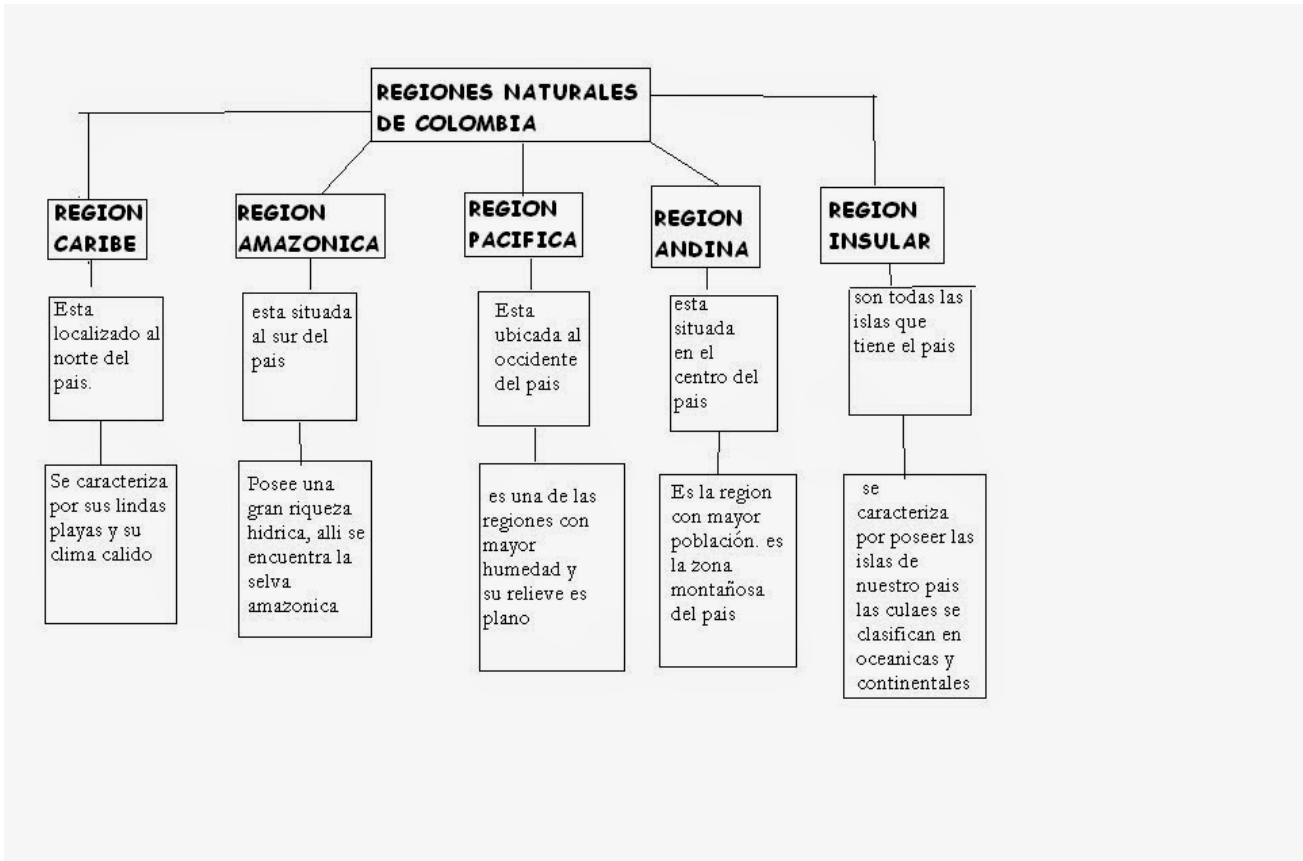 REGIONES NATURALES
DE COLOMBIA
REGION
CARIBE
REGION
AMAZONICA
REGION
PACIFICA
REGION
ANDINA
REGION
INSULAR
Esta
localizado al
norte del
pais.
esta situada
al sur del
pais
Esta
ubicada al
occidente
del pais
esta
situada
en el
centro del
pais
son todas las
islas que
tiene el pais
Se caracteriza
por sus lindas
playas y su
clima calido
Posee una
gran riqueza
hidrica, alli se
encuentra la
selva
amazonica
es una de las
regiones con
mayor
humedad y
su relieve es
plano
Es la region
con mayor
población. es
la zona
montañosa
del pais
se
caracteriza
por poseer las
islas de
nuestro pais
las culaes se
clasifican en
oceanicas y
continentales